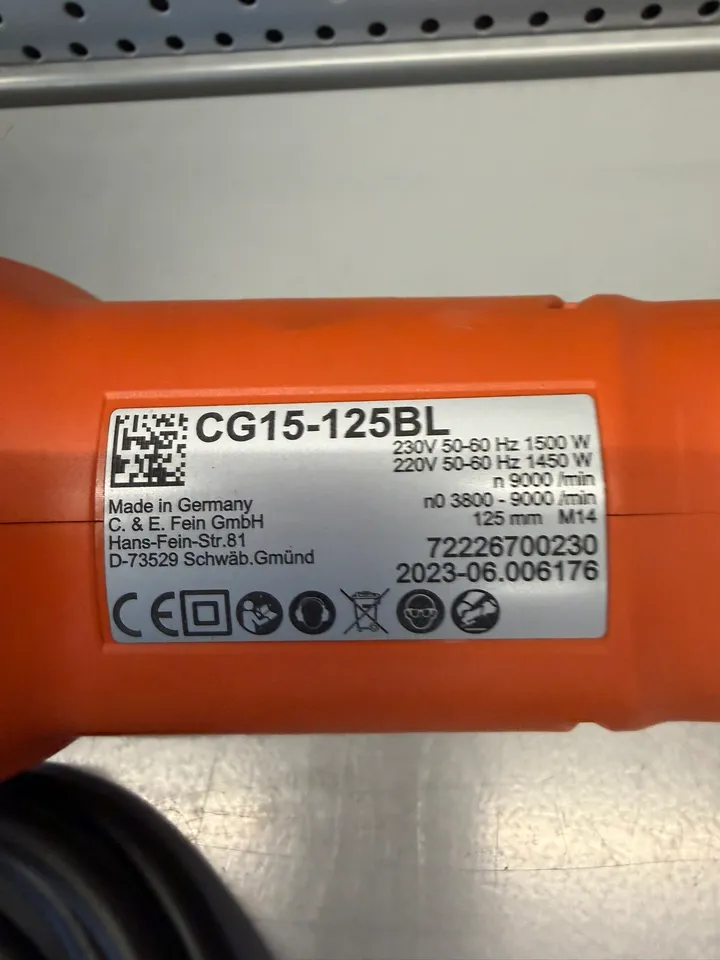 CG15-125BL
230V 50-60 Hz 1500 W
220V 50-60 Hz 1450 W
n 9000 /min
n0 3800 - 9000 /min
125 mm M14
Made in Germany
C. & E. Fein GmbH
Hans-Fein-Str.81
D-73529 Schwäb.Gmünd
72226700230
2023-06.006176
CE